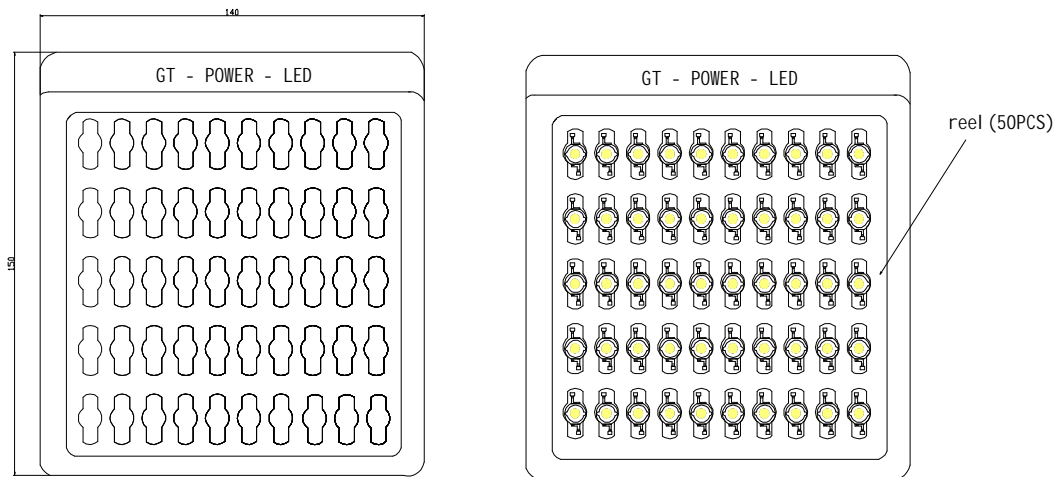 140
GT - POWER - LED
150
GT - POWER - LED
reel (50PCS)